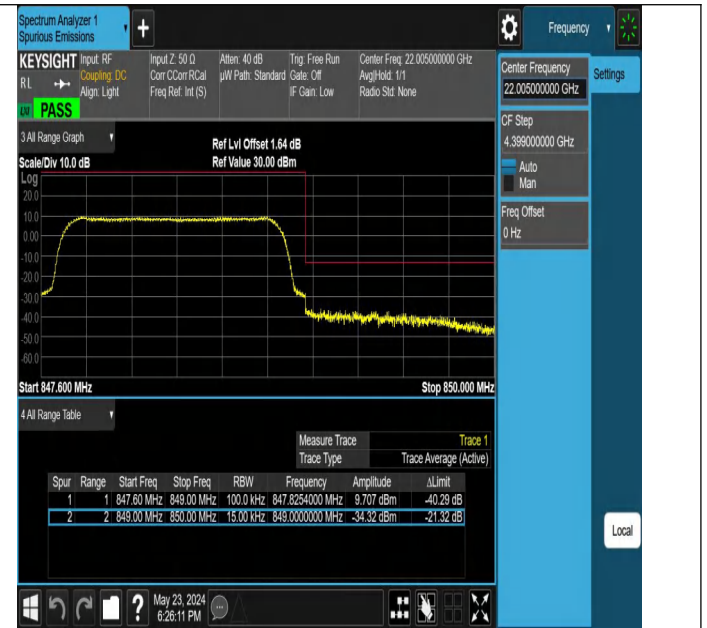 Spectrum Analyzer 1
Spurious Emissions
Frequency
KEYSIGHT
RL
Input: RF
Coupling: DC
Align: Light
Input Z: 50 Ω
Corr CCorr RCal
Freq Ref: Int (S)
Atten: 40 dB
µW Path: Standard
Trig: Free Run
Gate: Off
IF Gain: Low
Center Freq: 22.005000000 GHz
Avg|Hold: 1/1
Radio Std: None
PASS
Center Frequency
22.005000000 GHz
Settings
CF Step
4.399000000 GHz
Auto
Man
Freq Offset
0 Hz
3 All Range Graph
Scale/Div 10.0 dB
Ref Lvl Offset 1.64 dB
Ref Value 30.00 dBm
Log
20.0
10.0
0.00
-10.0
-20.0
-30.0
-40.0
-50.0
-60.0
Start 847.600 MHz
Stop 850.000 MHz
4 All Range Table
Measure Trace Trace 1
Trace Type Trace Average (Active)
Spur Range Start Freq Stop Freq RBW Frequency Amplitude ΔLimit
1 1 847.60 MHz 849.00 MHz 100.0 kHz 847.8254000 MHz 9.707 dBm -40.29 dB
2 2 849.00 MHz 850.00 MHz 15.00 kHz 849.0000000 MHz -34.32 dBm -21.32 dB
Local
?
May 23, 2024
6:26:11 PM